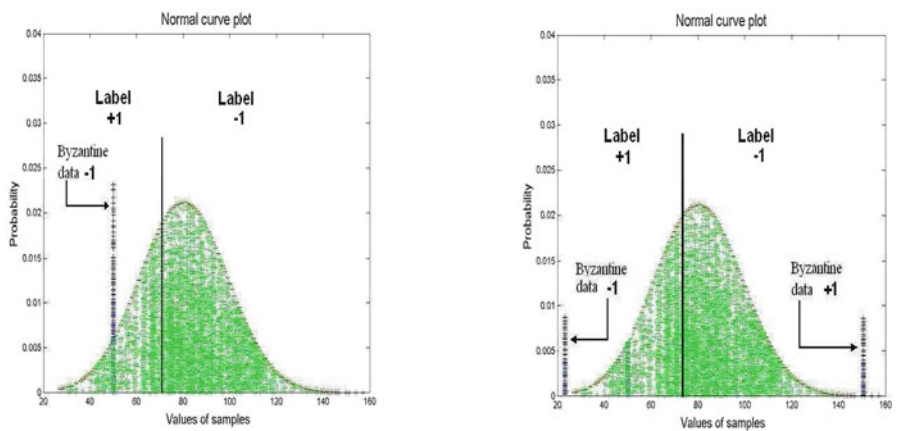 Normal curve plot
0.04
0.035
0.03
0.025
0.02
0.015
0.01
0.005
0
Probability
Label
+1
Label
-1
Byzantine
data -1
20 40 60 80 100 120 140 160
Values of samples
Normal curve plot
0.04
0.035
0.03
0.025
0.02
0.015
0.01
0.005
0
Probability
Label
+1
Label
-1
Byzantine
data -1
Byzantine
data +1
20 40 60 80 100 120 140 160
Values of samples